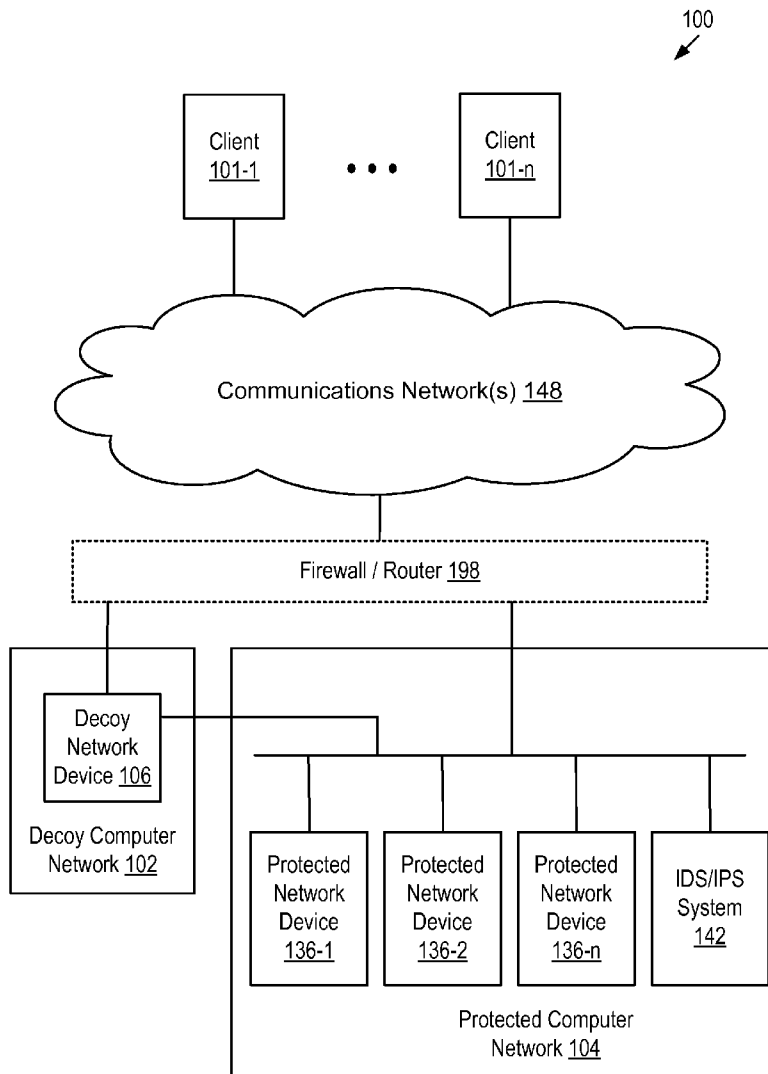 100
Client
101-1
Client
101-n
Communications Network(s) 148
Firewall / Router 198
Decoy
Network
Device 106
Decoy Computer
Network 102
Protected
Network
Device
136-1
Protected
Network
Device
136-2
Protected
Network
Device
136-n
IDS/IPS
System
142
Protected Computer
Network 104